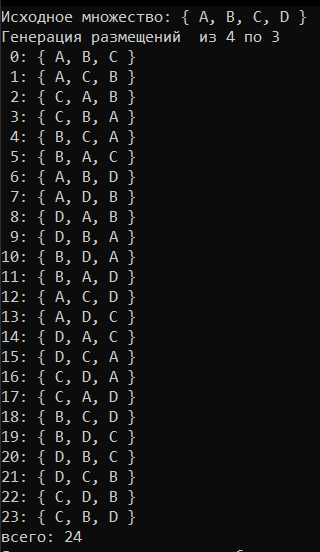 Исходное множество: { A, B, C, D }
Генерация размещений  из 4 по 3
 0: { A, B, C }
 1: { A, C, B }
 2: { C, A, B }
 3: { C, B, A }
 4: { B, C, A }
 5: { B, A, C }
 6: { A, B, D }
 7: { A, D, B }
 8: { D, A, B }
 9: { D, B, A }
10: { B, D, A }
11: { B, A, D }
12: { A, C, D }
13: { A, D, C }
14: { D, A, C }
15: { D, C, A }
16: { C, D, A }
17: { C, A, D }
18: { B, C, D }
19: { B, D, C }
20: { D, B, C }
21: { D, C, B }
22: { C, D, B }
23: { C, B, D }
всего: 24